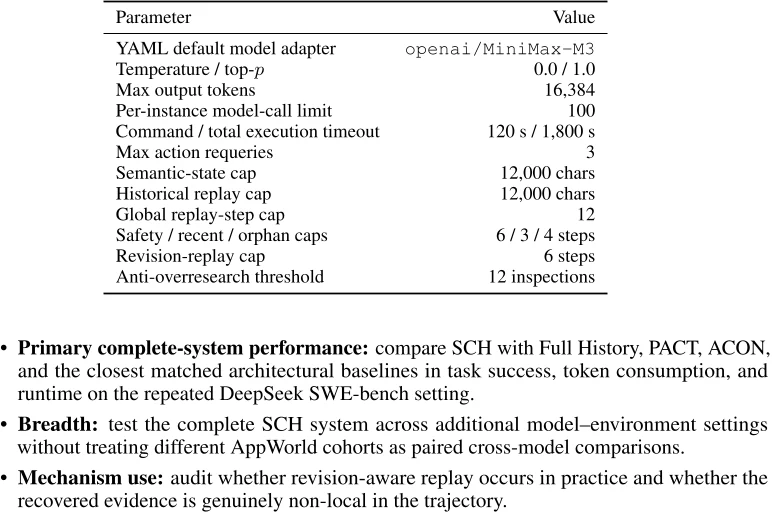 Parameter Value
YAML default model adapter openai/MiniMax-M3
Temperature / top-p 0.0 / 1.0
Max output tokens 16,384
Per-instance model-call limit 100
Command / total execution timeout 120 s / 1,800 s
Max action requeries 3
Semantic-state cap 12,000 chars
Historical replay cap 12,000 chars
Global replay-step cap 12
Safety / recent / orphan caps 6 / 3 / 4 steps
Revision-replay cap 6 steps
Anti-overresearch threshold 12 inspections
• Primary complete-system performance: compare SCH with Full History, PACT, ACON,
and the closest matched architectural baselines in task success, token consumption, and
runtime on the repeated DeepSeek SWE-bench setting.
• Breadth: test the complete SCH system across additional model–environment settings
without treating different AppWorld cohorts as paired cross-model comparisons.
• Mechanism use: audit whether revision-aware replay occurs in practice and whether the
recovered evidence is genuinely non-local in the trajectory.